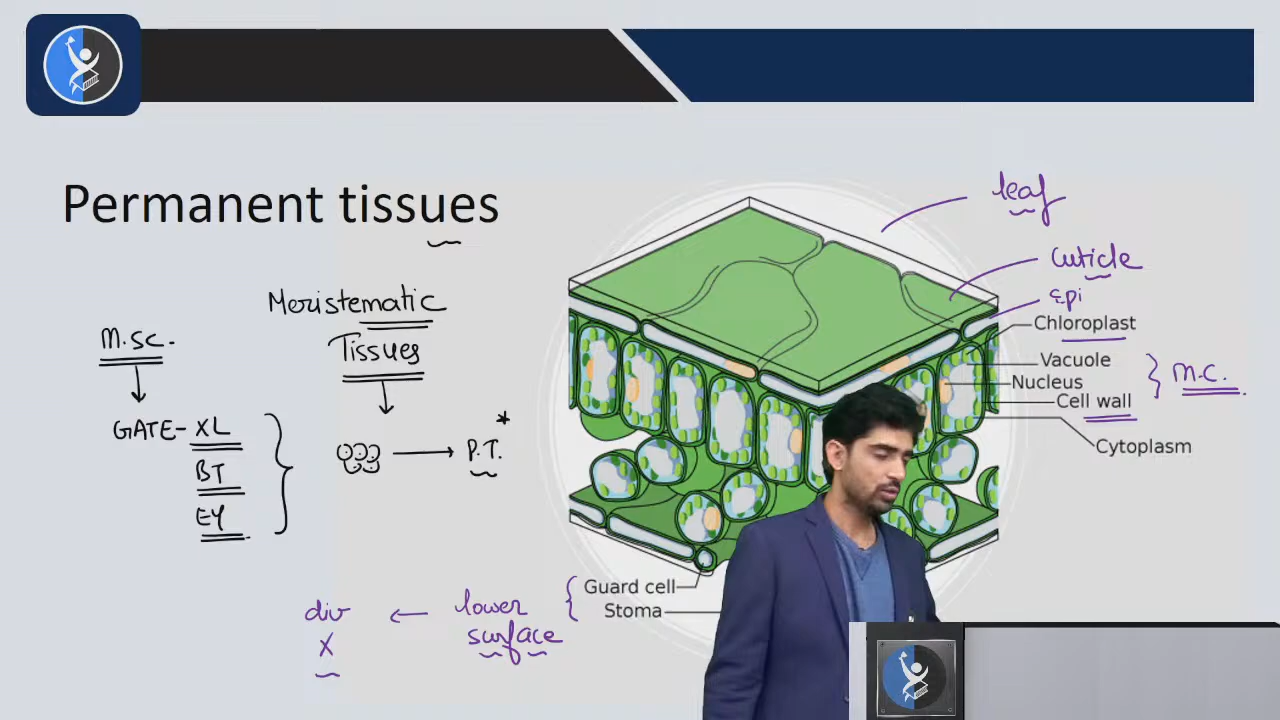 Permanent tissues
M.Sc.
GATE-XL
BT
EY
Meristematic
Tissues
P.T.*
leaf
Cuticle
Epi
Chloroplast
Vacuole
Nucleus
Cell wall
M.C.
Cytoplasm
Guard cell
Stoma
lower
surface
div
X